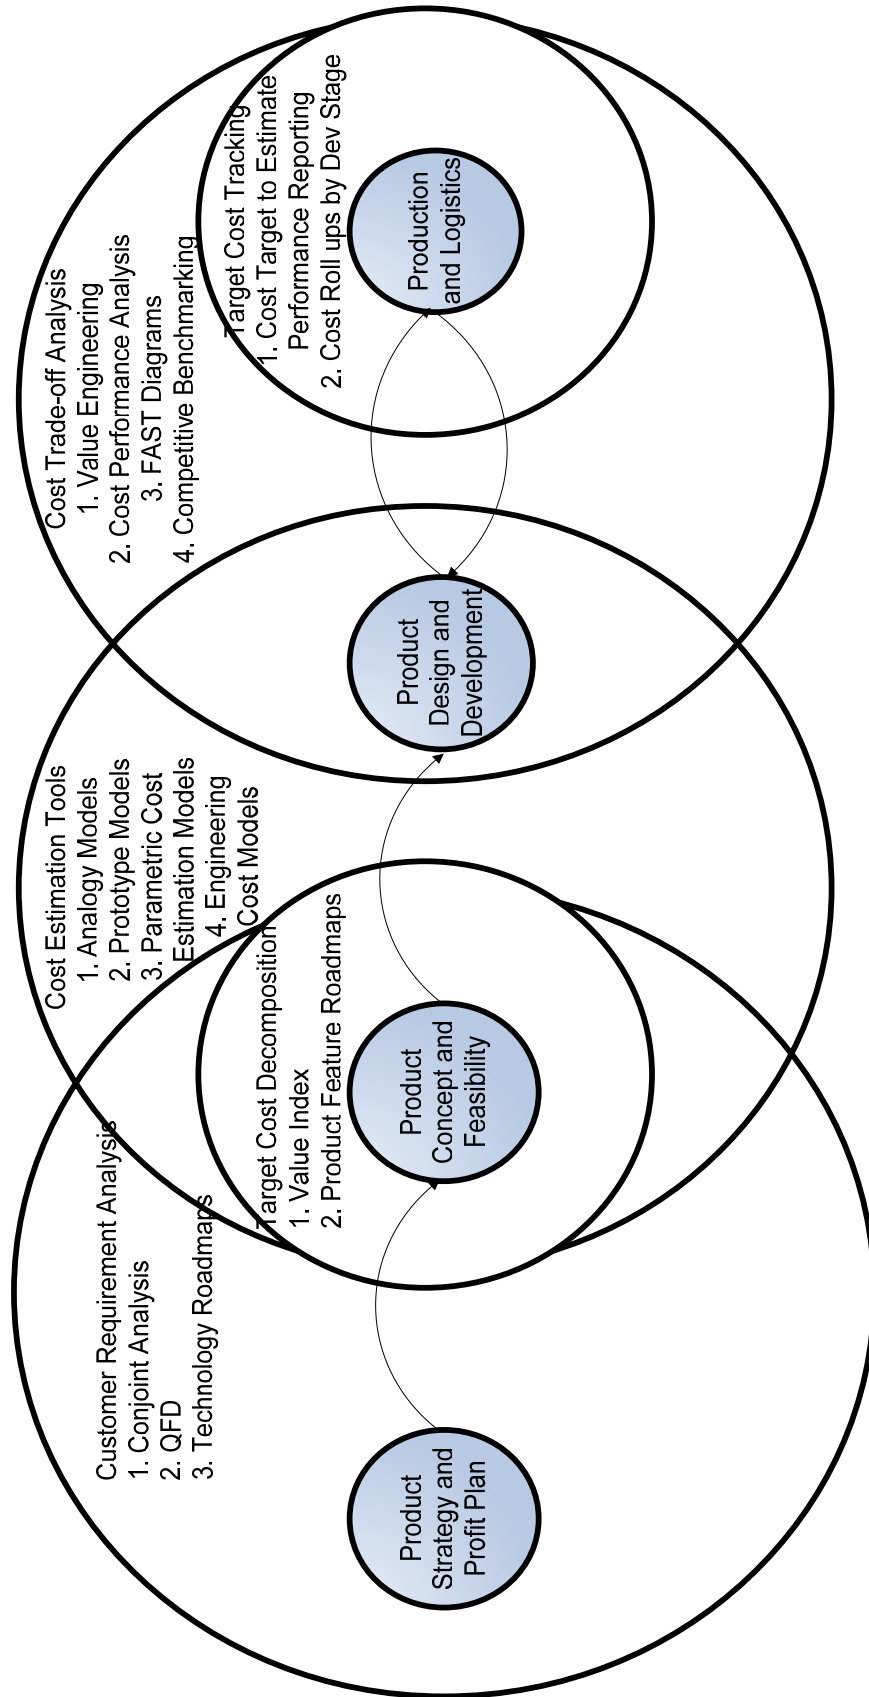 Customer Requirement Analysis
1. Conjoint Analysis
2. QFD
3. Technology Roadmaps
Cost Estimation Tools
1. Analogy Models
2. Prototype Models
3. Parametric Cost
Estimation Models
4. Engineering
Cost Models
Cost Trade-off Analysis
1. Value Engineering
2. Cost Performance Analysis
3. FAST Diagrams
4. Competitive Benchmarking
Target Cost Decomposition
1. Value Index
2. Product Feature Roadmaps
Target Cost Tracking
1. Cost Target to Estimate
Performance Reporting
2. Cost Roll ups by Dev Stage
Product
Strategy and
Profit Plan
Product
Concept and
Feasibility
Product
Design and
Development
Production
and Logistics